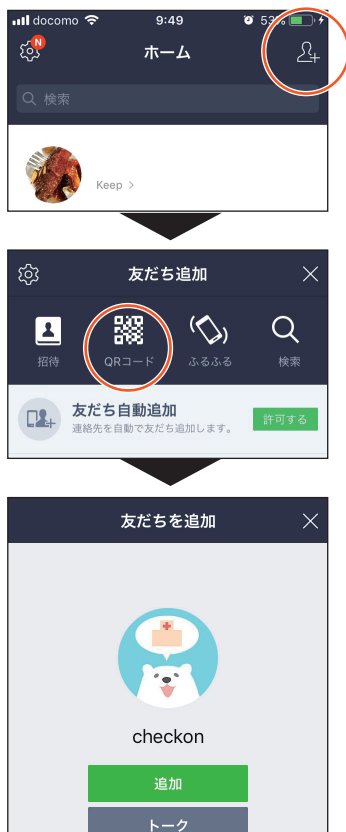 docomo 9:49 53%
N
ホーム
検索
Keep >
友だち追加
招待 QRコード ふるふる 検索
友だち自動追加
連絡先を自動で友だち追加します。
許可する
友だちを追加
checkon
追加
トーク